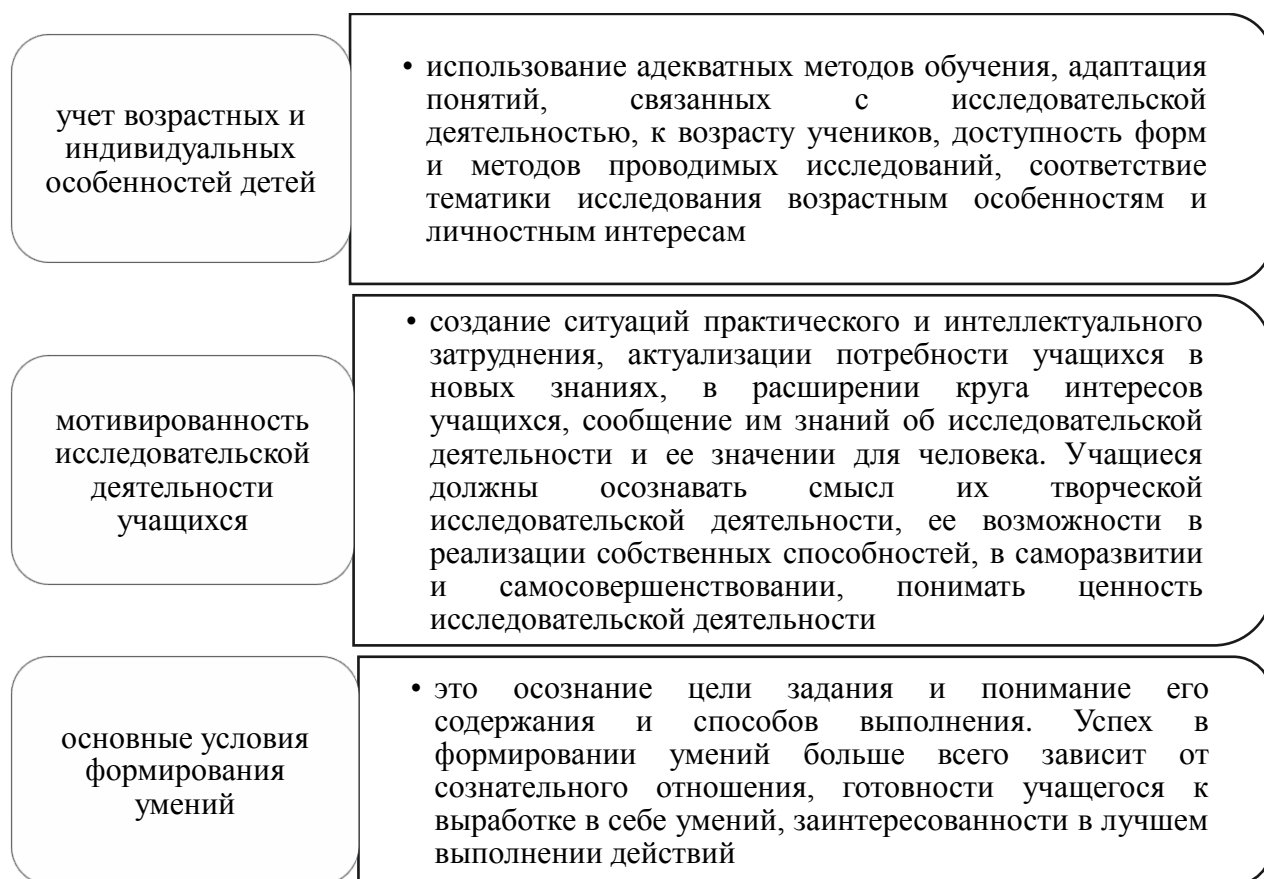 учет возрастных и
индивидуальных
особенностей детей
• использование адекватных методов обучения, адаптация
понятий, связанных с исследовательской
деятельностью, к возрасту учеников, доступность форм
и методов проводимых исследований, соответствие
тематики исследования возрастным особенностям и
личностным интересам
мотивированность
исследовательской
деятельности
учащихся
• создание ситуаций практического и интеллектуального
затруднения, актуализации потребности учащихся в
новых знаниях, в расширении круга интересов
учащихся, сообщение им знаний об исследовательской
деятельности и ее значении для человека. Учащиеся
должны осознавать смысл их творческой
исследовательской деятельности, ее возможности в
реализации собственных способностей, в саморазвитии
и самосовершенствовании, понимать ценность
исследовательской деятельности
основные условия
формирования
умений
• это осознание цели задания и понимание его
содержания и способов выполнения. Успех в
формировании умений больше всего зависит от
сознательного отношения, готовности учащегося к
выработке в себе умений, заинтересованности в лучшем
выполнении действий